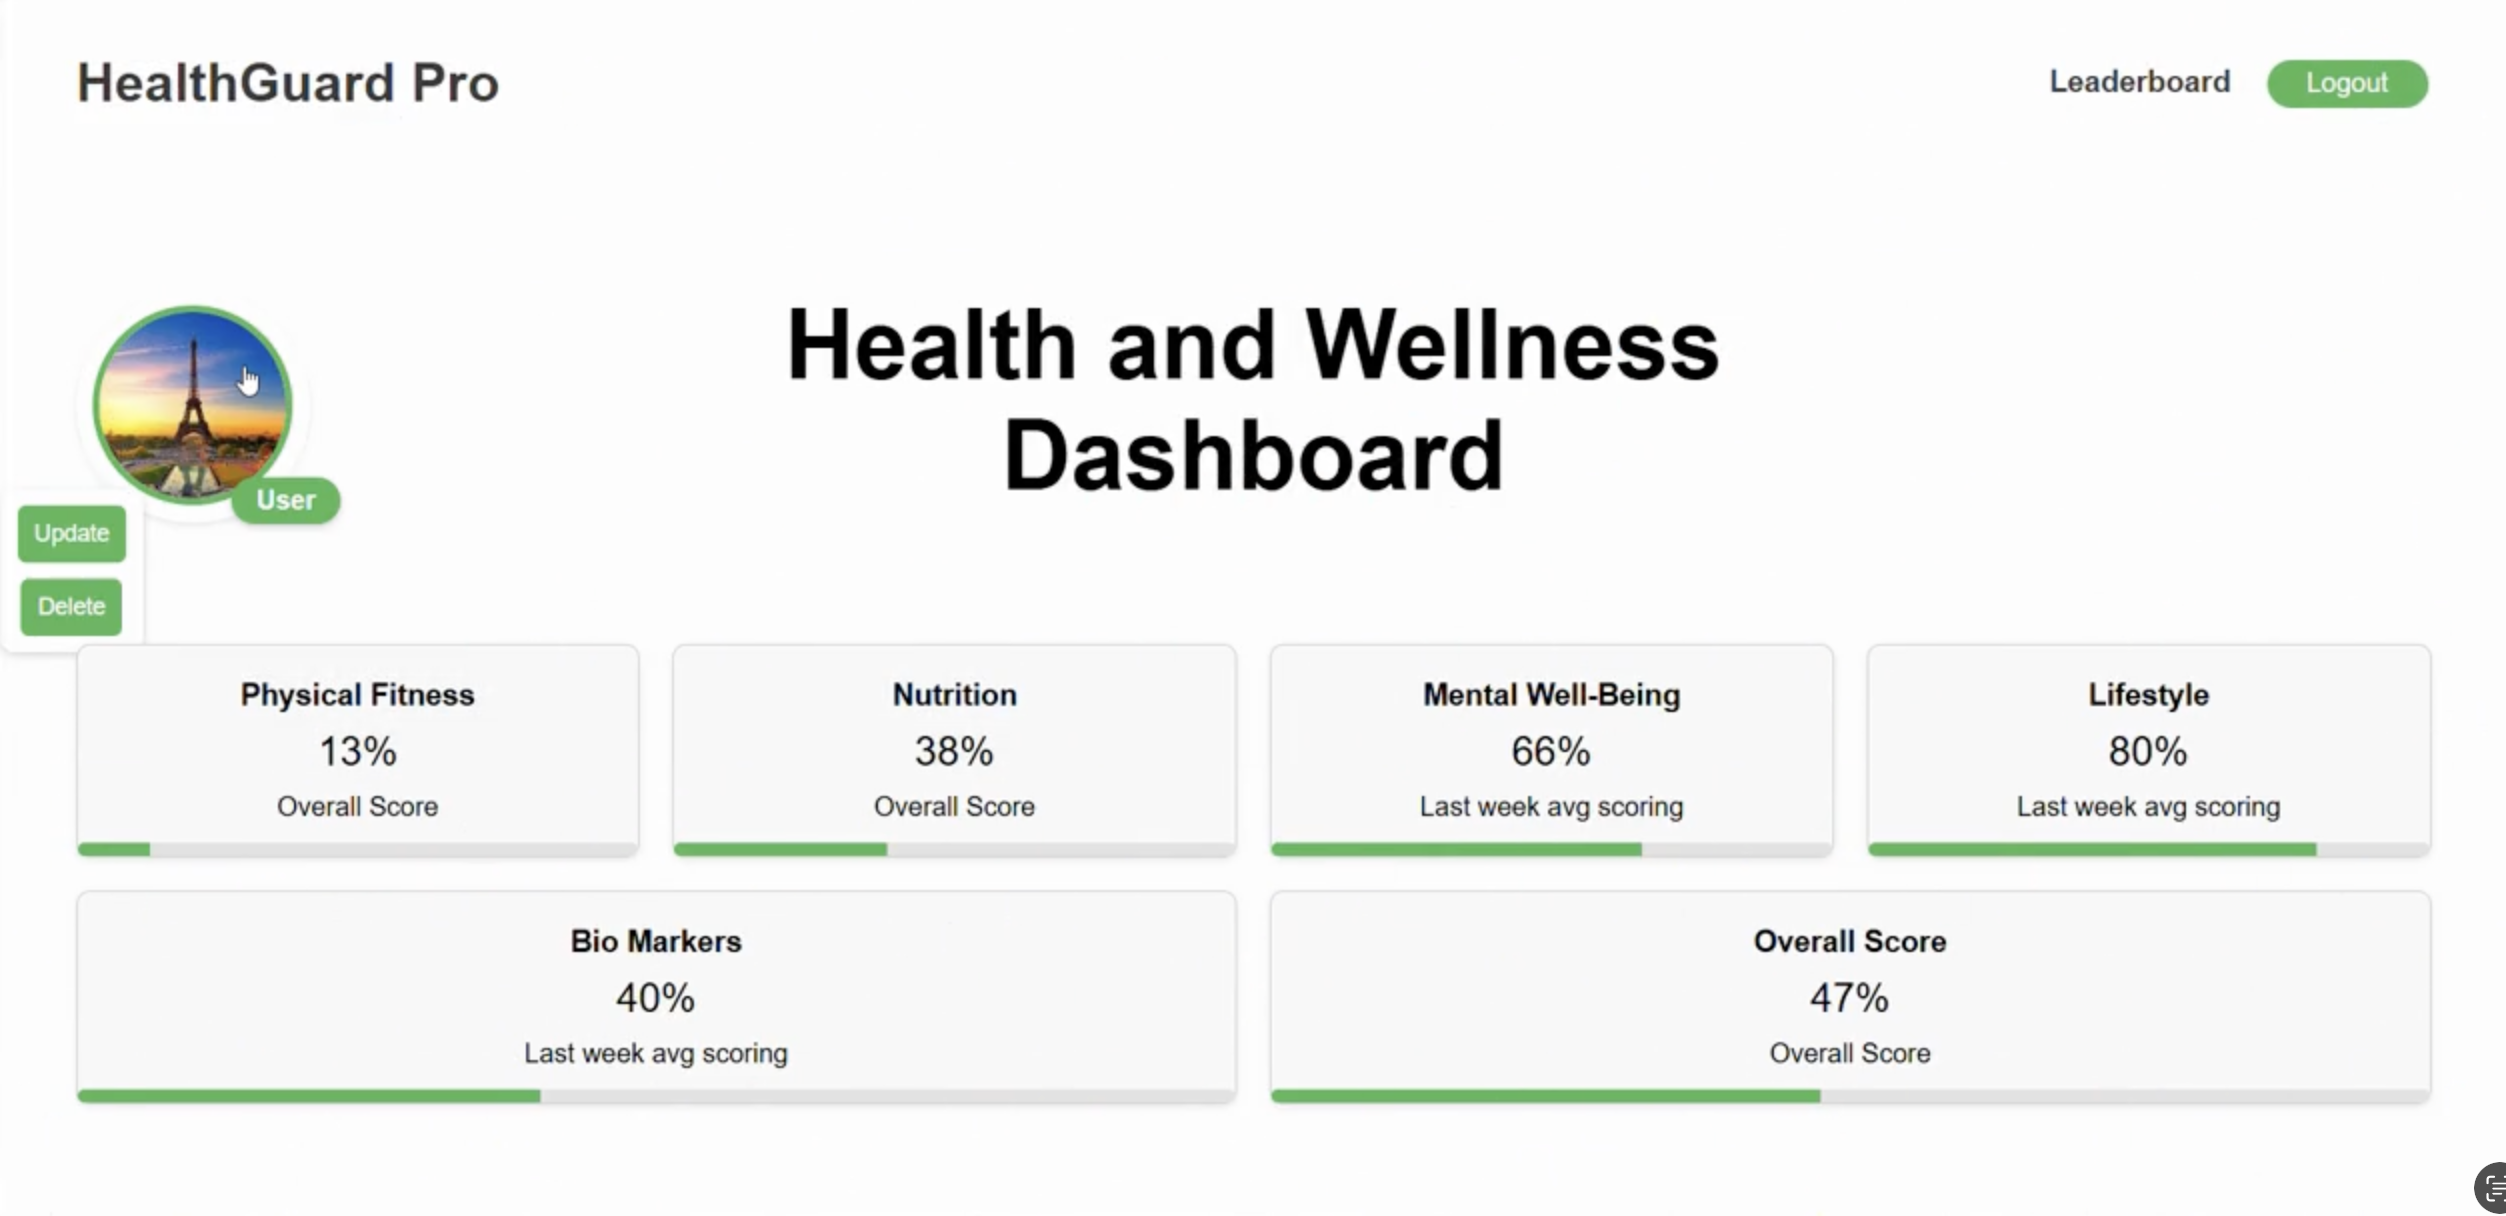 HealthGuard Pro
Leaderboard
Logout
Health and Wellness
Dashboard
User
Update
Delete
Physical Fitness
13%
Overall Score
Nutrition
38%
Overall Score
Mental Well-Being
66%
Last week avg scoring
Lifestyle
80%
Last week avg scoring
Bio Markers
40%
Last week avg scoring
Overall Score
47%
Overall Score